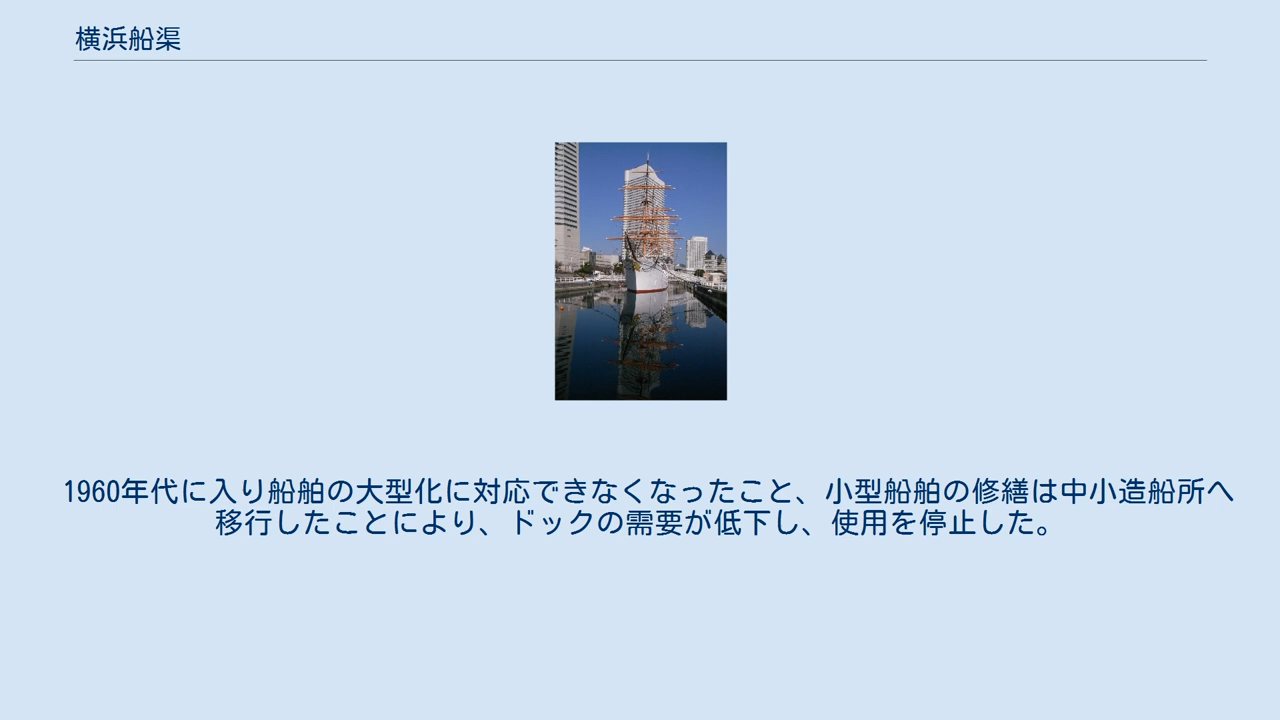 横浜船渠
1960年代に入り船舶の大型化に対応できなくなったこと、小型船舶の修繕は中小造船所へ
移行したことにより、ドックの需要が低下し、使用を停止した。